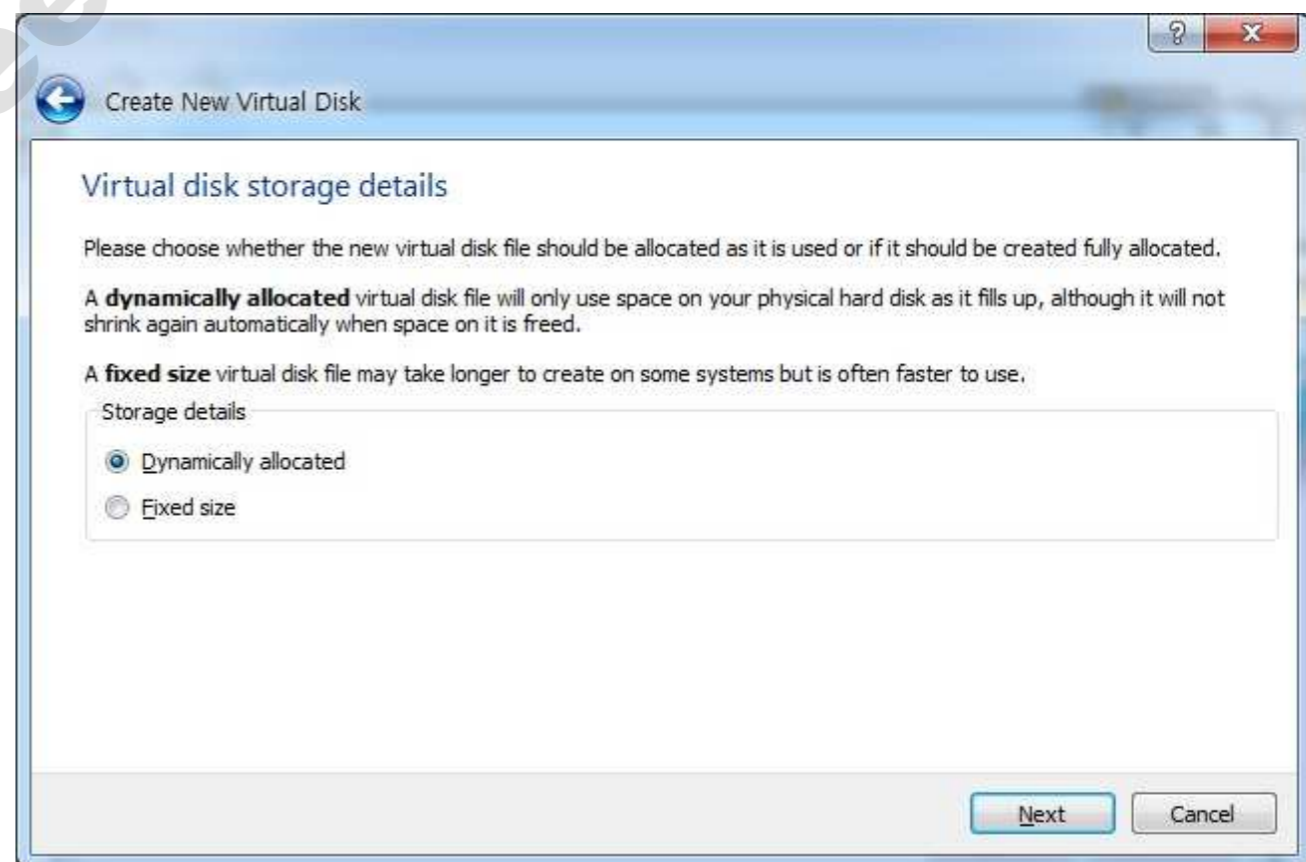 Create New Virtual Disk
Virtual disk storage details
Please choose whether the new virtual disk file should be allocated as it is used or if it should be created fully allocated.
A dynamically allocated virtual disk file will only use space on your physical hard disk as it fills up, although it will not
shrink again automatically when space on it is freed.
A fixed size virtual disk file may take longer to create on some systems but is often faster to use.
Storage details
Dynamically allocated
Fixed size
Next Cancel